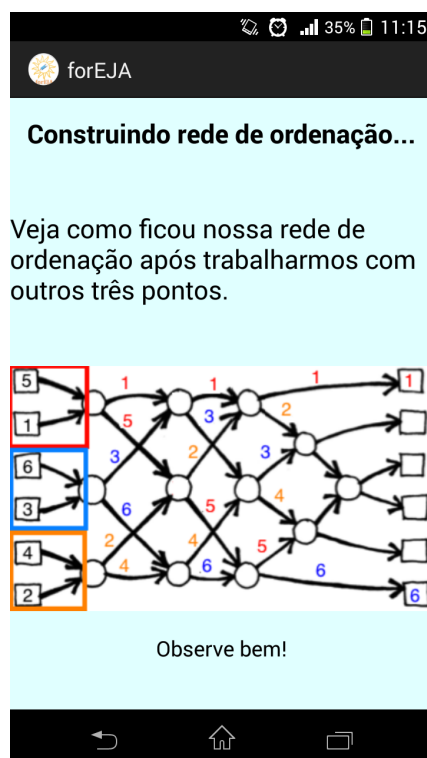 35% 11:15
forEJA
Construindo rede de ordenação...
Veja como ficou nossa rede de
ordenação após trabalharmos com
outros três pontos.
5 1 1 1 1
1 5 3 2
6 3 2 3
3 6 5 4
4 2 4 5 6
2 4 6 6
Observe bem!